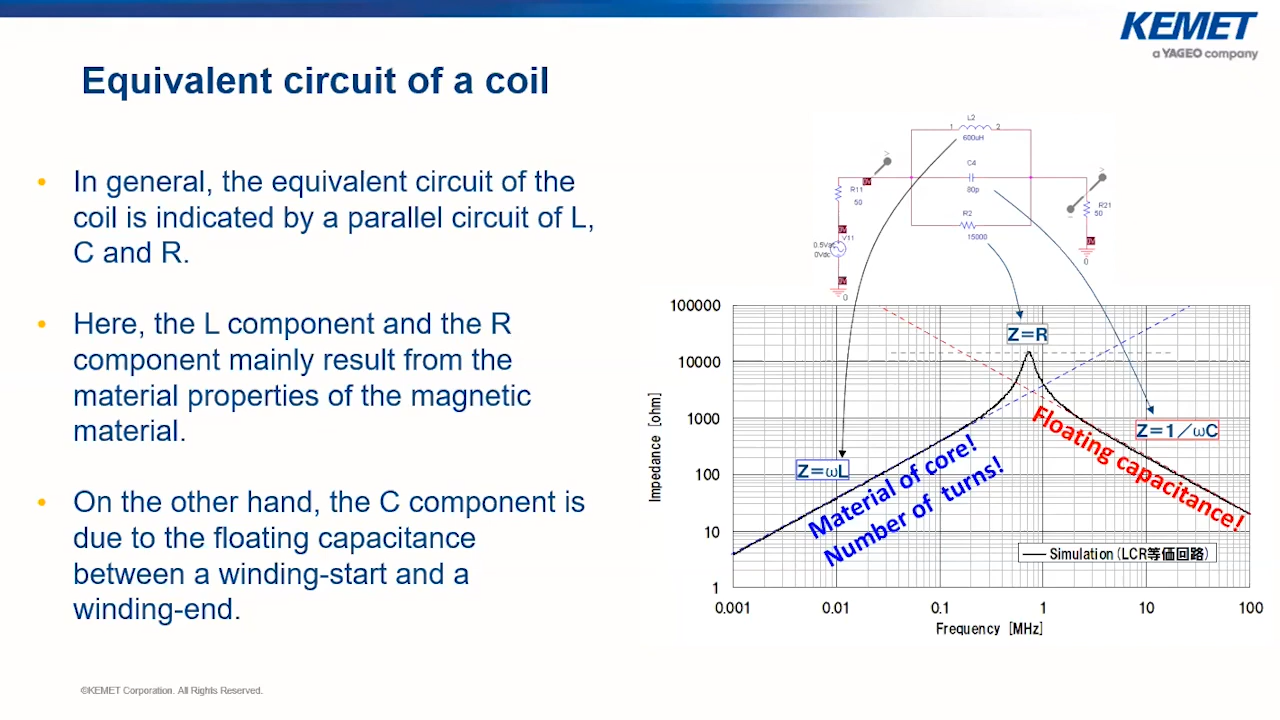 KEMET
a YAGEO company
Equivalent circuit of a coil
• In general, the equivalent circuit of the
coil is indicated by a parallel circuit of L,
C and R.
• Here, the L component and the R
component mainly result from the
material properties of the magnetic
material.
• On the other hand, the C component is
due to the floating capacitance
between a winding-start and a
winding-end.
L2
1 2
600uH
C4
80p
R2
15000
R11
50
V11
0Vdc
0
R21
50
0
100000
10000
1000
100
10
1
Impedance [ohm]
Z=R
Z=1/ωC
Z=ωL
Material of core!
Number of turns!
Floating capacitance!
Simulation(LCR等価回路)
0.001 0.01 0.1 1 10 100
Frequency [MHz]
©KEMET Corporation. All Rights Reserved.